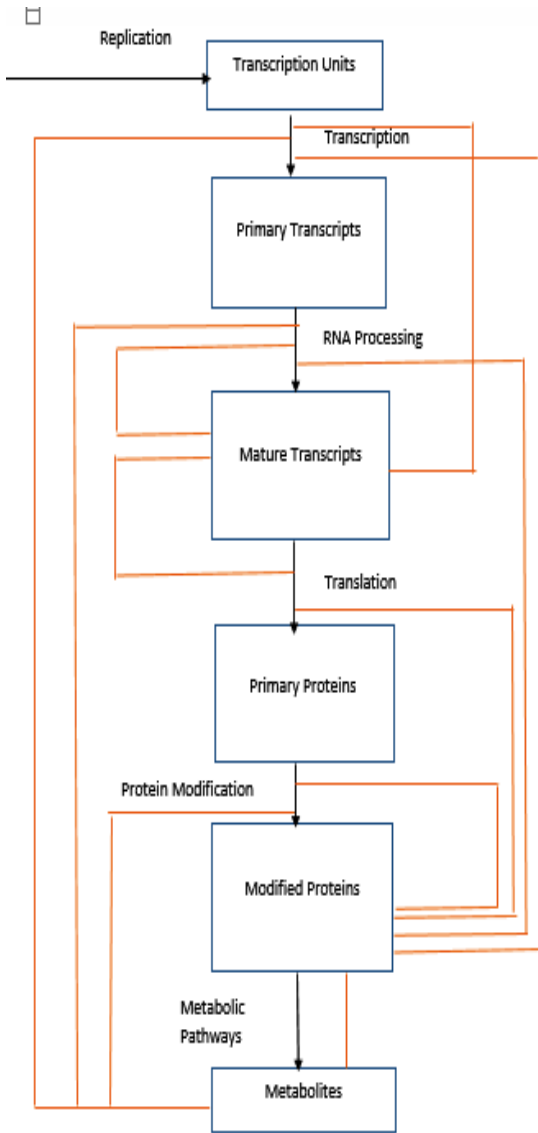 Replication
Transcription Units
Transcription
Primary Transcripts
RNA Processing
Mature Transcripts
Translation
Primary Proteins
Protein Modification
Modified Proteins
Metabolic
Pathways
Metabolites